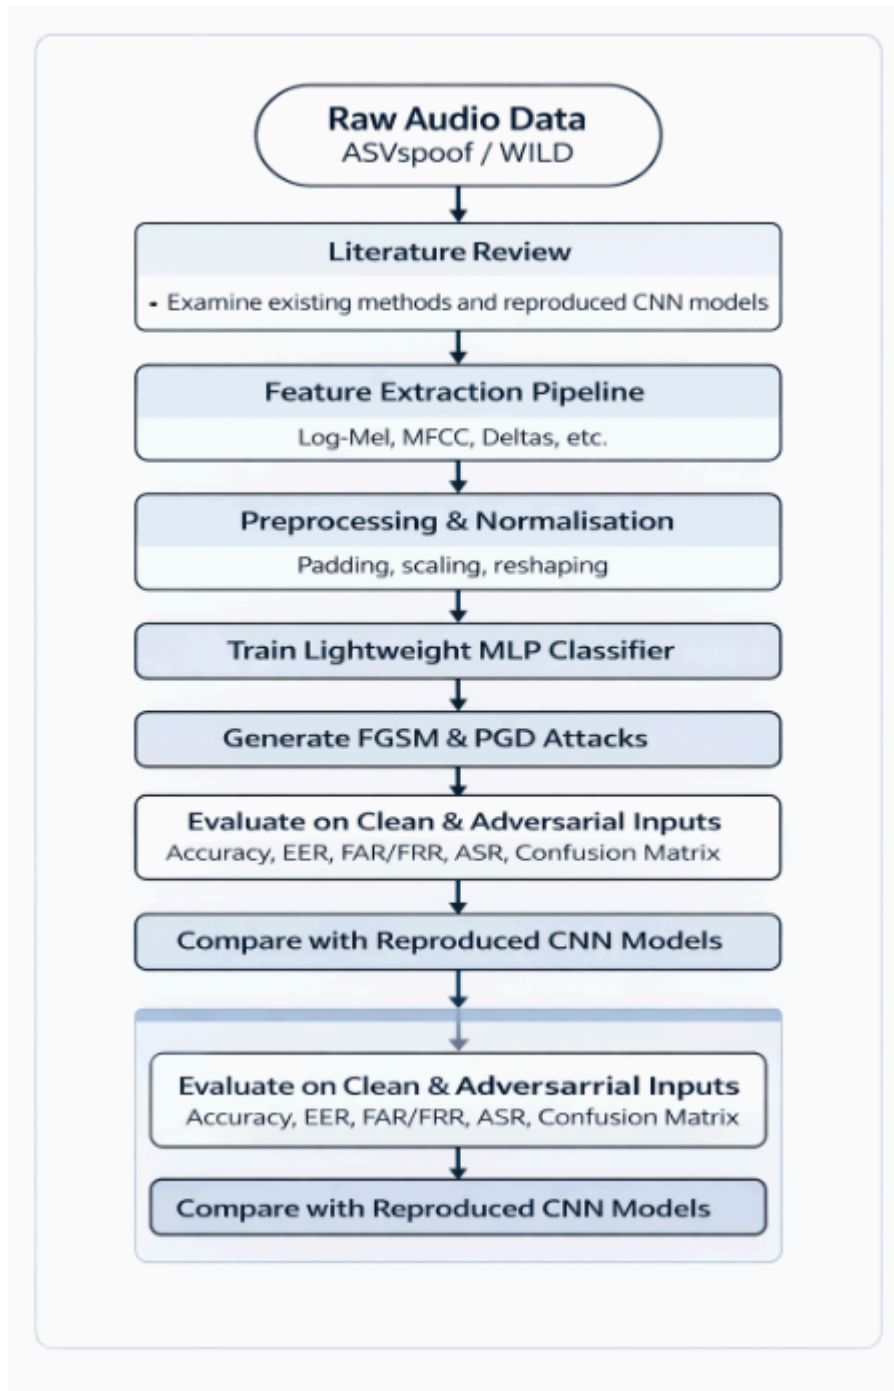 Raw Audio Data
ASVspoof / WILD
Literature Review
• Examine existing methods and reproduced CNN models
Feature Extraction Pipeline
Log-Mel, MFCC, Deltas, etc.
Preprocessing & Normalisation
Padding, scaling, reshaping
Train Lightweight MLP Classifier
Generate FGSM & PGD Attacks
Evaluate on Clean & Adversarial Inputs
Accuracy, EER, FAR/FRR, ASR, Confusion Matrix
Compare with Reproduced CNN Models
Evaluate on Clean & Adversarrial Inputs
Accuracy, EER, FAR/FRR, ASR, Confusion Matrix
Compare with Reproduced CNN Models